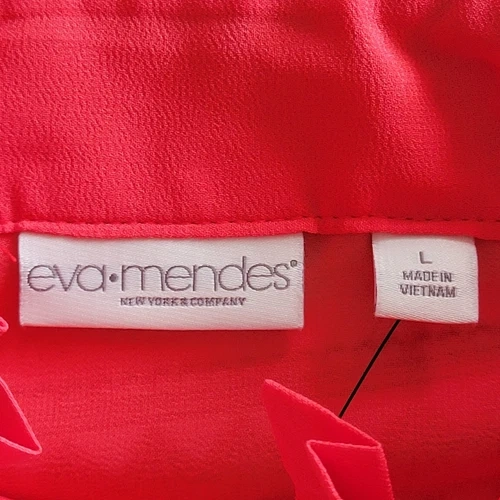 eva•mendes®
NEW YORK & COMPANY
L
MADE IN
VIETNAM